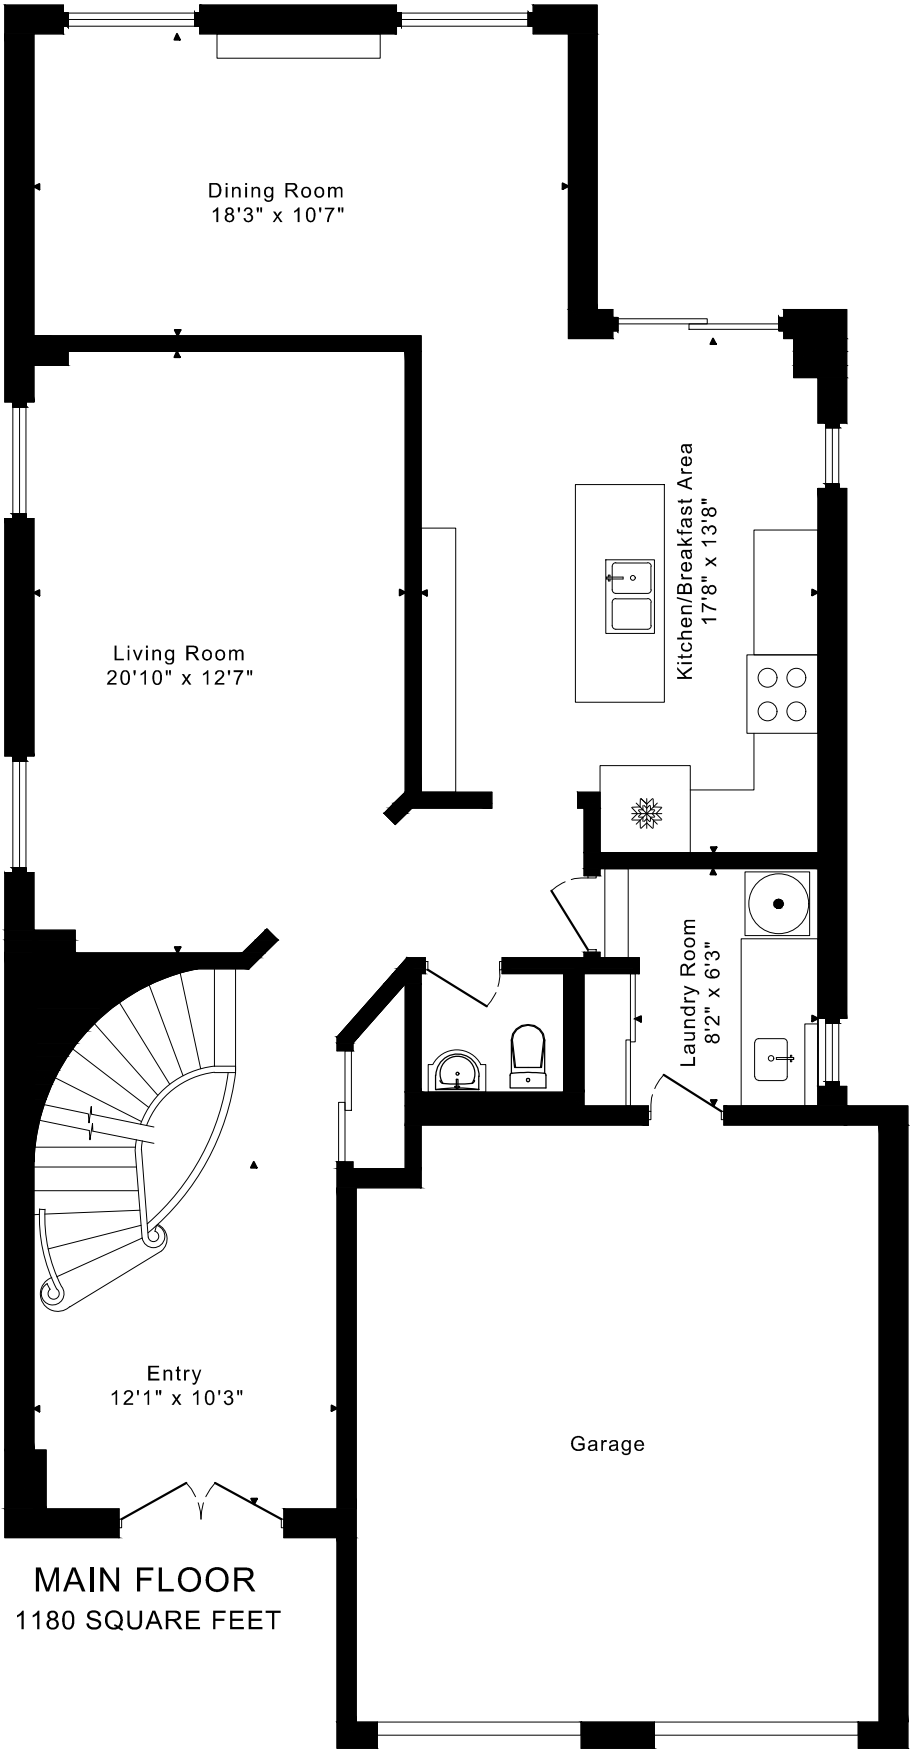 Dining Room
18'3" x 10'7"
Kitchen/Breakfast Area
17'8" x 13'8"
Living Room
20'10" x 12'7"
Laundry Room
8'2" x 6'3"
Entry
12'1" x 10'3"
Garage
MAIN FLOOR
1180 SQUARE FEET